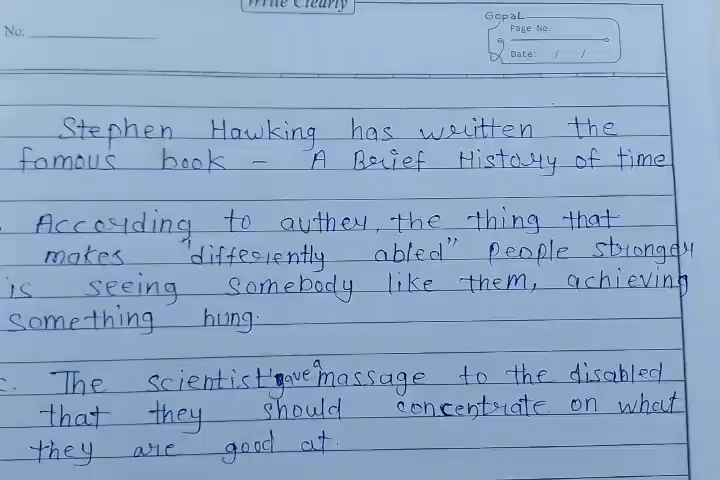 Write Clearly
No.
GopaL
Page No.
Date: / /
Stephen Hawking has written the
famous book - A Brief History of time
According to authey, the thing that
makes "differently abled" people stronger
is seeing somebody like them, achieving
something hung.
c. The scientist gave a massage to the disabled
that they should concentrate on what
they are good at.